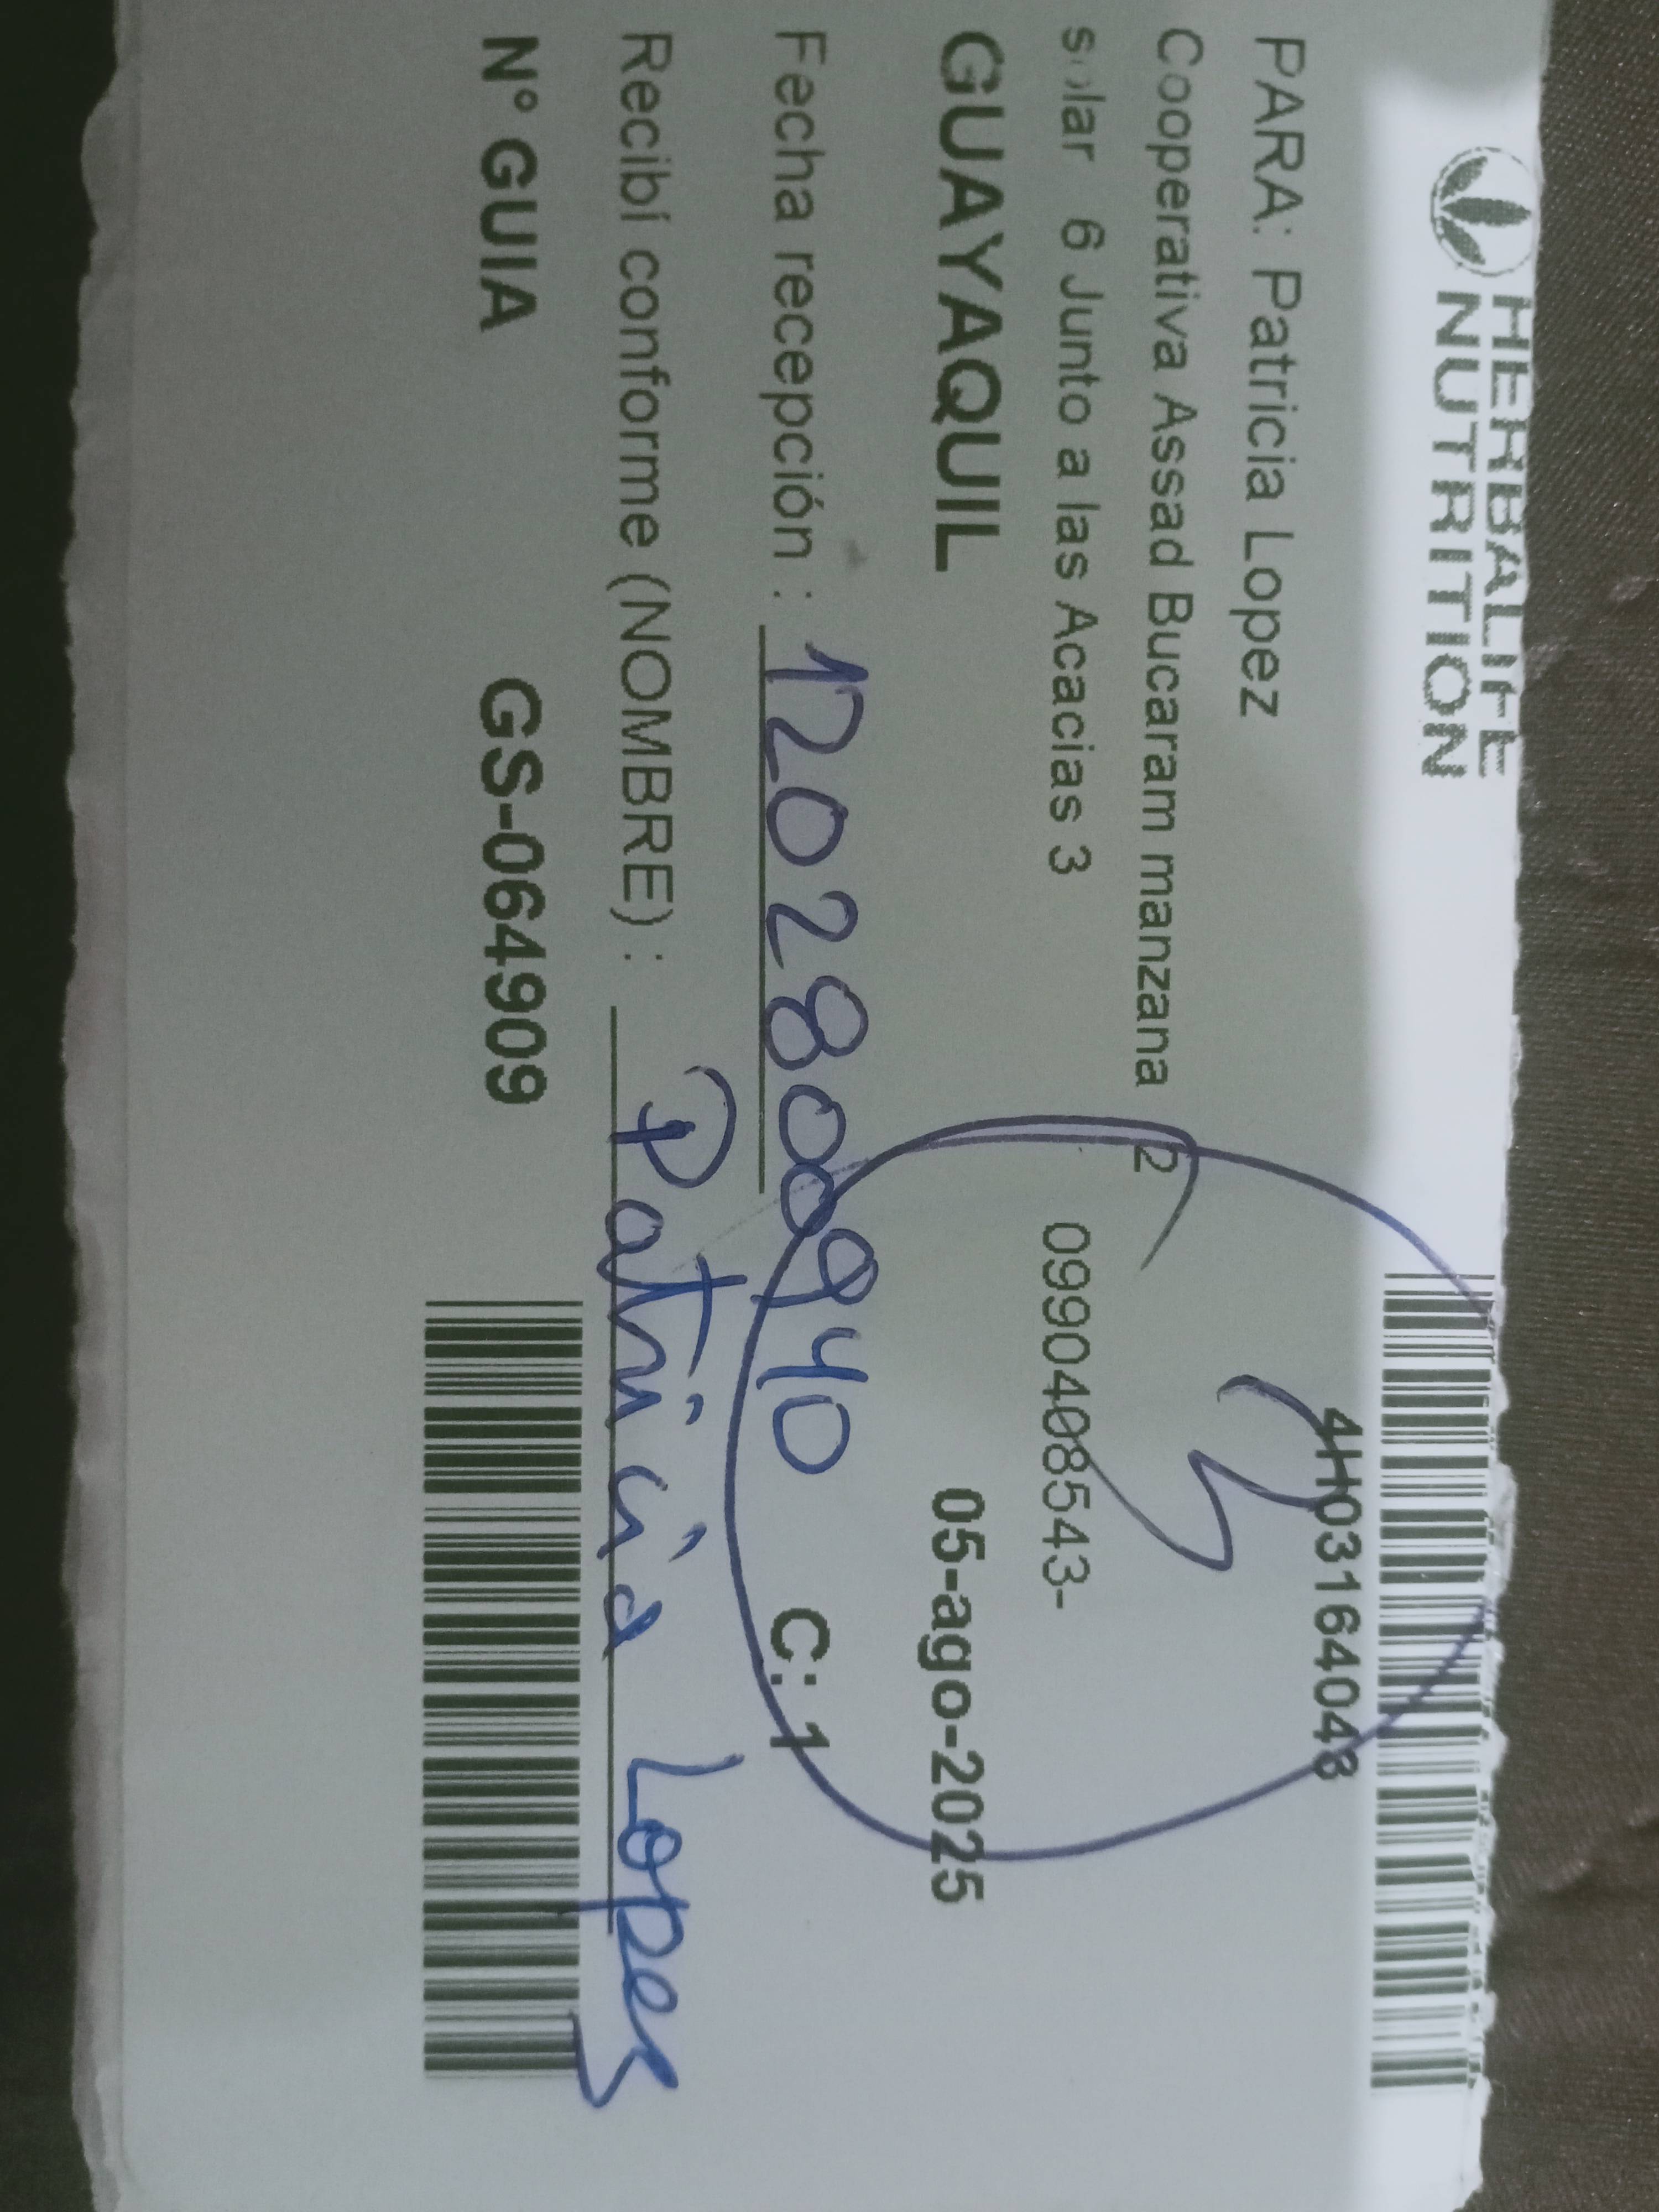 HERBALIFE
NUTRITION
4H03164048
PARA: Patricia Lopez
Cooperativa Assad Bucaram manzana 2
solar 6 Junto a las Acacias 3 0990408543-
GUAYAQUIL 05-ago-2025
Fecha recepción : 1202800940 C: 1
Recibí conforme (NOMBRE) : Patricia Lopez
N° GUIA GS-064909